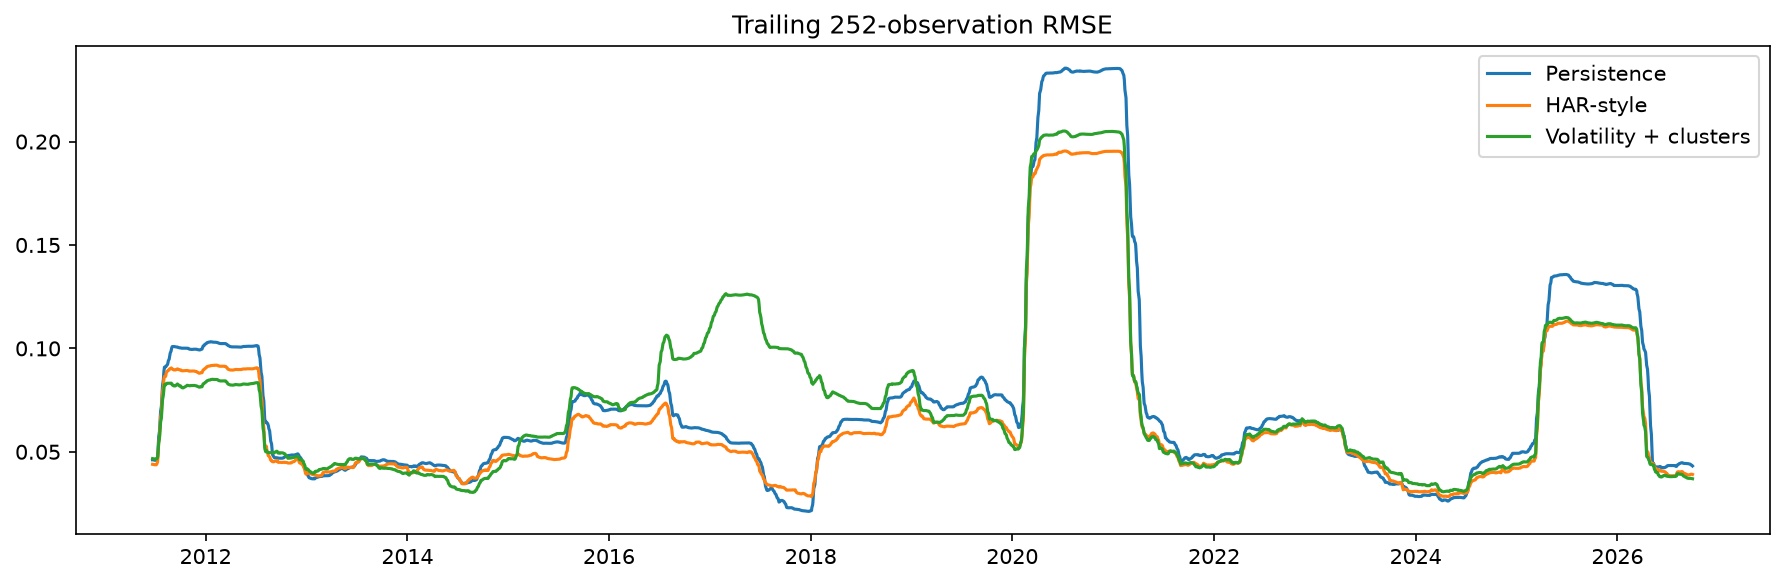 Trailing 252-observation RMSE
Persistence
HAR-style
Volatility + clusters
0.20
0.15
0.10
0.05
2012 2014 2016 2018 2020 2022 2024 2026